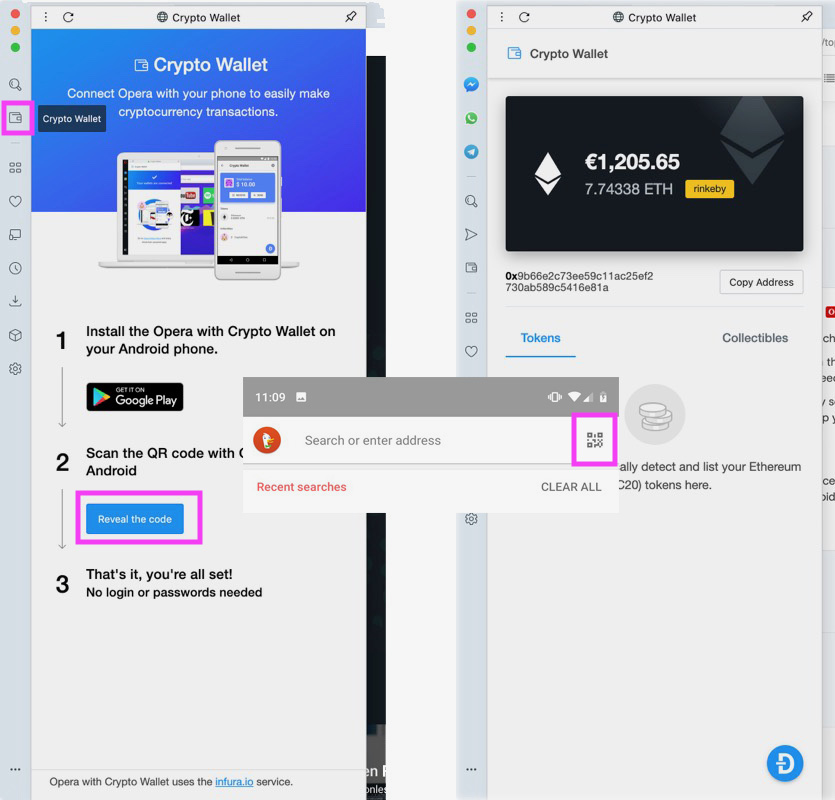 Crypto Wallet
Crypto Wallet
Connect Opera with your phone to easily make
cryptocurrency transactions.
Crypto Wallet
1
Install the Opera with Crypto Wallet on
your Android phone.
GET IT ON
Google Play
2
Scan the QR code with
Android
Reveal the code
3
That's it, you're all set!
No login or passwords needed
Opera with Crypto Wallet uses the infura.io service.
11:09
Search or enter address
Recent searches
CLEAR ALL
Crypto Wallet
Crypto Wallet
€1,205.65
7.74338 ETH
rinkeby
0x9b66e2c73ee59c11ac25ef2
730ab589c5416e81a
Copy Address
Tokens
Collectibles
ally detect and list your Ethereum
C20) tokens here.